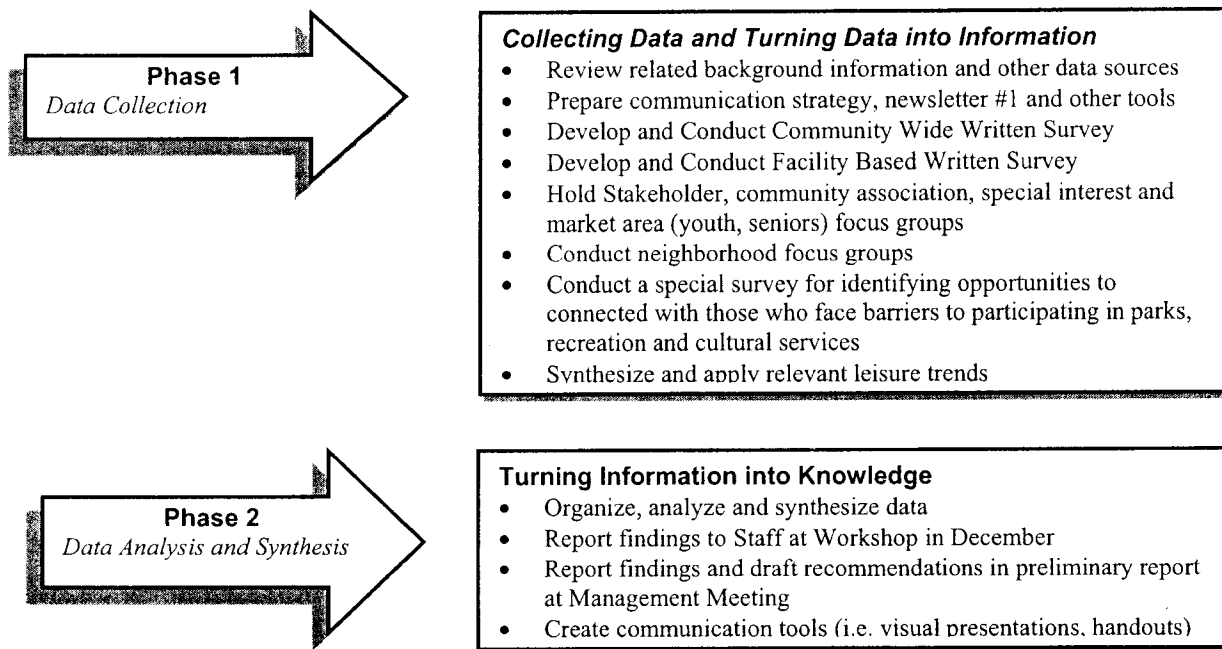 Phase 1
Data Collection
Collecting Data and Turning Data into Information
• Review related background information and other data sources
• Prepare communication strategy, newsletter #1 and other tools
• Develop and Conduct Community Wide Written Survey
• Develop and Conduct Facility Based Written Survey
• Hold Stakeholder, community association, special interest and
market area (youth, seniors) focus groups
• Conduct neighborhood focus groups
• Conduct a special survey for identifying opportunities to
connected with those who face barriers to participating in parks,
recreation and cultural services
• Synthesize and apply relevant leisure trends
Phase 2
Data Analysis and Synthesis
Turning Information into Knowledge
• Organize, analyze and synthesize data
• Report findings to Staff at Workshop in December
• Report findings and draft recommendations in preliminary report
at Management Meeting
• Create communication tools (i.e. visual presentations, handouts)